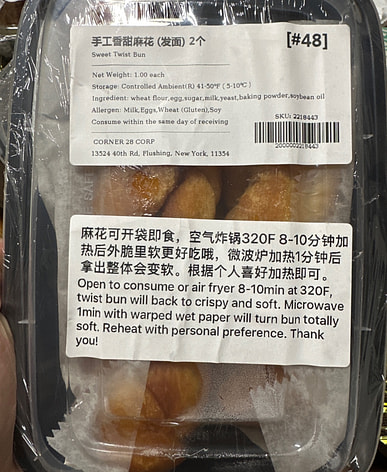 手工香甜麻花 (发面) 2个
[#48]
Sweet Twist Bun
Net Weight: 1.00 each
Storage: Controlled Ambient(R) 41-50°F (5-10°C)
Ingredient: wheat flour,egg,sugar,milk,yeast,baking powder,soybean oil
Allergen: Milk,Eggs,Wheat (Gluten),Soy
Consume within the same day of receiving
SKU: 2218443
2000002218443
CORNER 28 CORP
13524 40th Rd, Flushing, New York, 11354
麻花可开袋即食，空气炸锅320F 8-10分钟加
热后外脆里软更好吃哦，微波炉加热1分钟后
拿出整体会变软。根据个人喜好加热即可。
Open to consume or air fryer 8-10min at 320F,
twist bun will back to crispy and soft. Microwave
1min with warped wet paper will turn bun totally
soft. Reheat with personal preference. Thank
you!